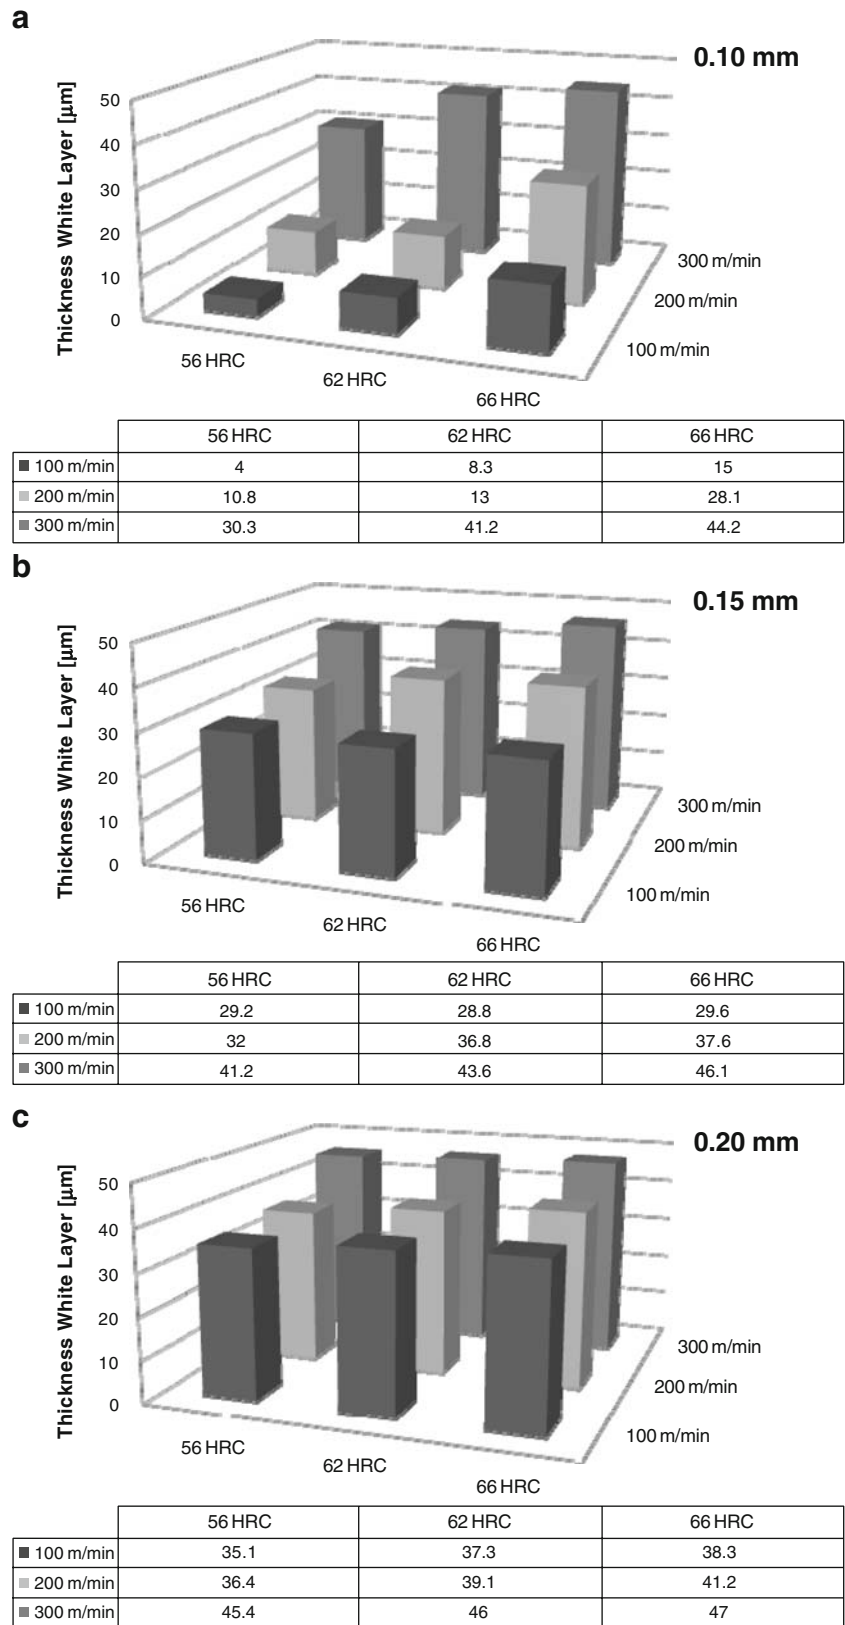 a
0.10 mm
Thickness White Layer [μm]
50
40
30
20
10
0
300 m/min
200 m/min
100 m/min
56 HRC
62 HRC
66 HRC
56 HRC 62 HRC 66 HRC
100 m/min 4 8.3 15
200 m/min 10.8 13 28.1
300 m/min 30.3 41.2 44.2
b
0.15 mm
Thickness White Layer [μm]
50
40
30
20
10
0
300 m/min
200 m/min
100 m/min
56 HRC
62 HRC
66 HRC
56 HRC 62 HRC 66 HRC
100 m/min 29.2 28.8 29.6
200 m/min 32 36.8 37.6
300 m/min 41.2 43.6 46.1
c
0.20 mm
Thickness White Layer [μm]
50
40
30
20
10
0
300 m/min
200 m/min
100 m/min
56 HRC
62 HRC
66 HRC
56 HRC 62 HRC 66 HRC
100 m/min 35.1 37.3 38.3
200 m/min 36.4 39.1 41.2
300 m/min 45.4 46 47